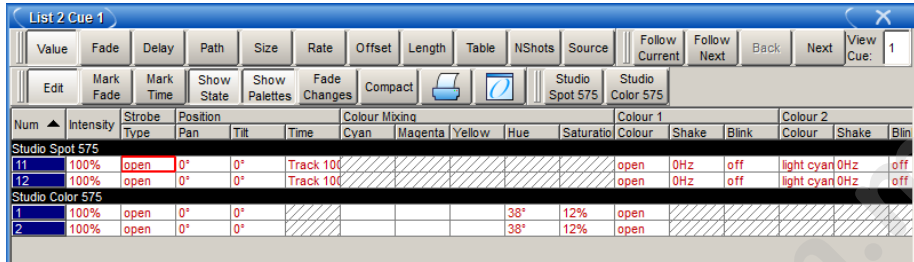 List 2 Cue 1
Value Fade Delay Path Size Rate Offset Length Table NShots Source Follow Current Follow Next Back Next View Cue: 1
Edit Mark Fade Mark Time Show State Show Palettes Fade Changes Compact Studio Spot 575 Studio Color 575
Num Intensity Strobe Position Colour Mixing Colour 1 Colour 2
Type Pan Tilt Time Cyan Magenta Yellow Hue Saturatio Colour Shake Blink Colour Shake Blin
Studio Spot 575
11 100% open 0° 0° Track 100 open 0Hz off light cyan 0Hz off
12 100% open 0° 0° Track 100 open 0Hz off light cyan 0Hz off
Studio Color 575
1 100% open 0° 0° 38° 12% open
2 100% open 0° 0° 38° 12% open